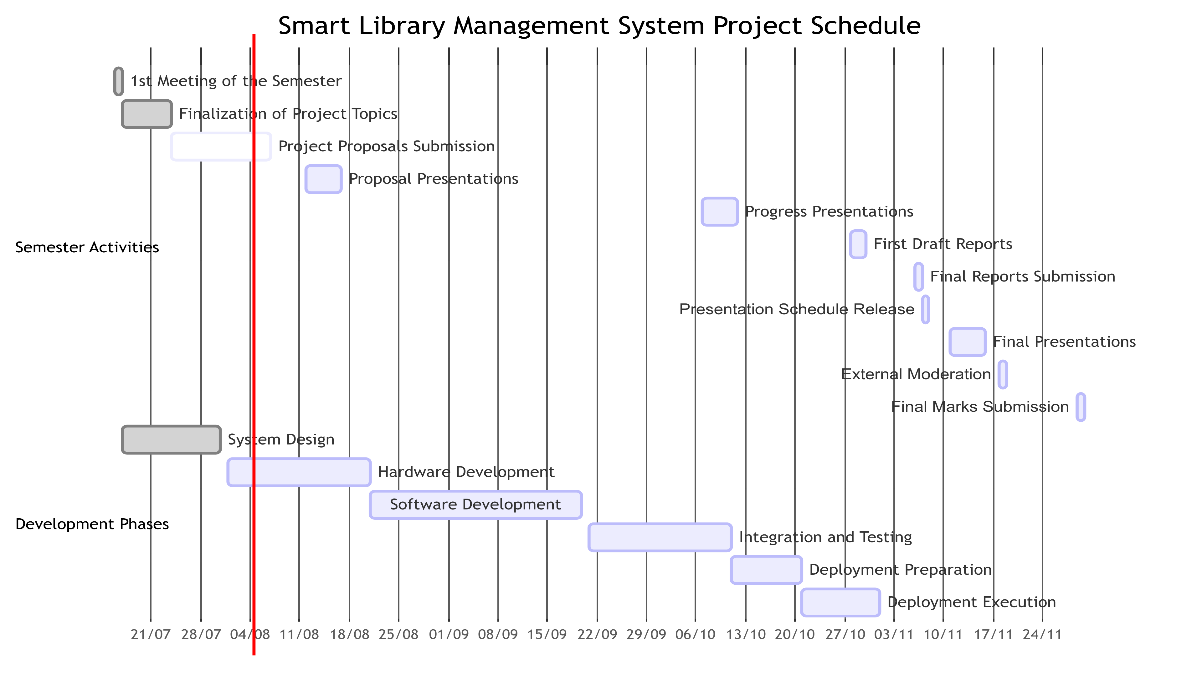 Smart Library Management System Project Schedule
1st Meeting of the Semester
Finalization of Project Topics
Project Proposals Submission
Proposal Presentations
Progress Presentations
Semester Activities
First Draft Reports
Final Reports Submission
Presentation Schedule Release
Final Presentations
External Moderation
Final Marks Submission
System Design
Hardware Development
Software Development
Development Phases
Integration and Testing
Deployment Preparation
Deployment Execution
21/07 28/07 04/08 11/08 18/08 25/08 01/09 08/09 15/09 22/09 29/09 06/10 13/10 20/10 27/10 03/11 10/11 17/11 24/11